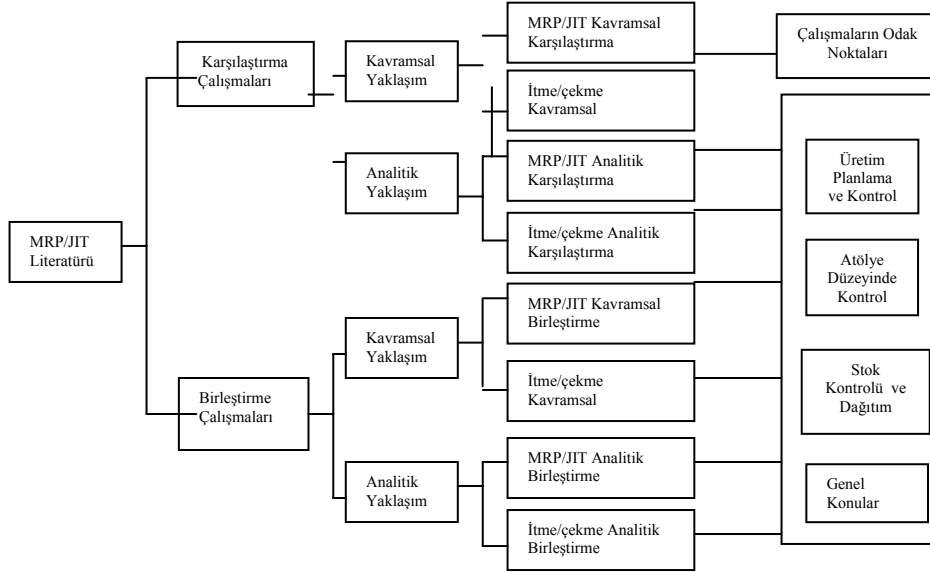 MRP/JIT Kavramsal
Karşılaştırma
Çalışmaların Odak
Noktaları
Karşılaştırma
Çalışmaları
Kavramsal
Yaklaşım
İtme/çekme
Kavramsal
Analitik
Yaklaşım
MRP/JIT Analitik
Karşılaştırma
Üretim
Planlama
ve Kontrol
MRP/JIT
Literatürü
İtme/çekme Analitik
Karşılaştırma
Atölye
Düzeyinde
Kontrol
Kavramsal
Yaklaşım
MRP/JIT Kavramsal
Birleştirme
Birleştirme
Çalışmaları
İtme/çekme
Kavramsal
Stok
Kontrolü ve
Dağıtım
Analitik
Yaklaşım
MRP/JIT Analitik
Birleştirme
Genel
Konular
İtme/çekme Analitik
Birleştirme